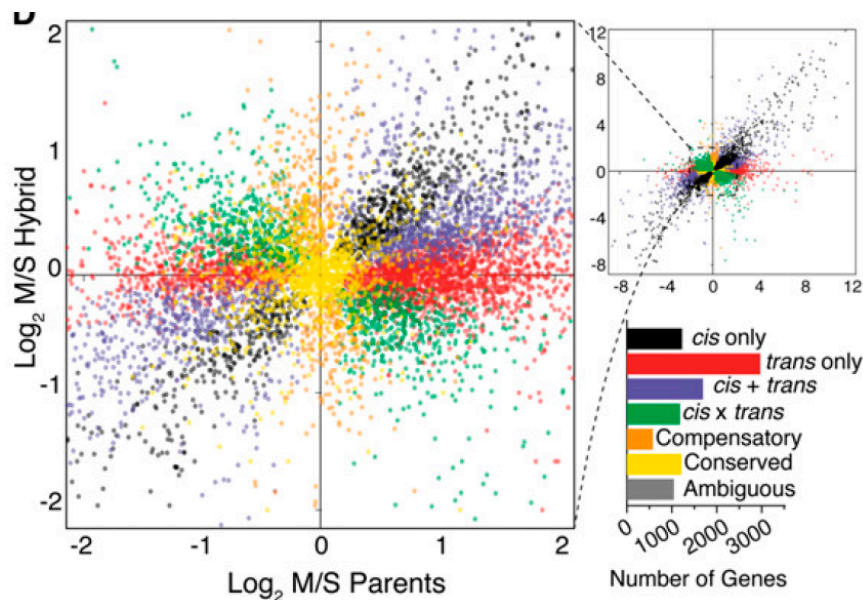 D
Log2 M/S Hybrid
2
1
0
-1
-2
-2 -1 0 1 2
Log2 M/S Parents
12
8
4
0
-4
-8
-8 -4 0 4 8 12
cis only
trans only
cis + trans
cis x trans
Compensatory
Conserved
Ambiguous
0 1000 2000 3000
Number of Genes